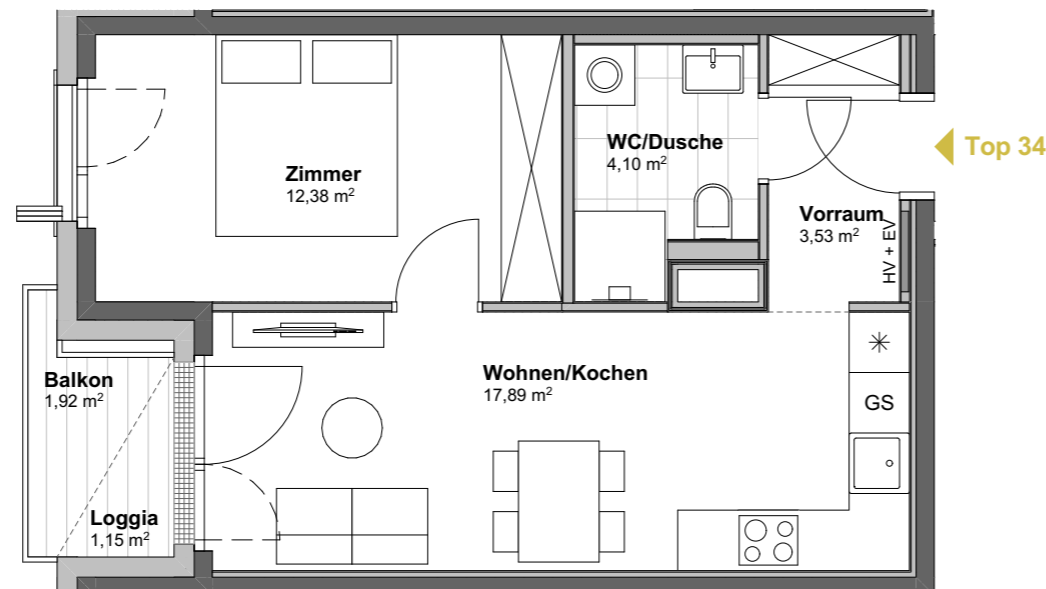 Zimmer
12,38 m²
WC/Dusche
4,10 m²
Top 34
Vorraum
3,53 m²
HV + EV
Balkon
1,92 m²
Wohnen/Kochen
17,89 m²
GS
Loggia
1,15 m²